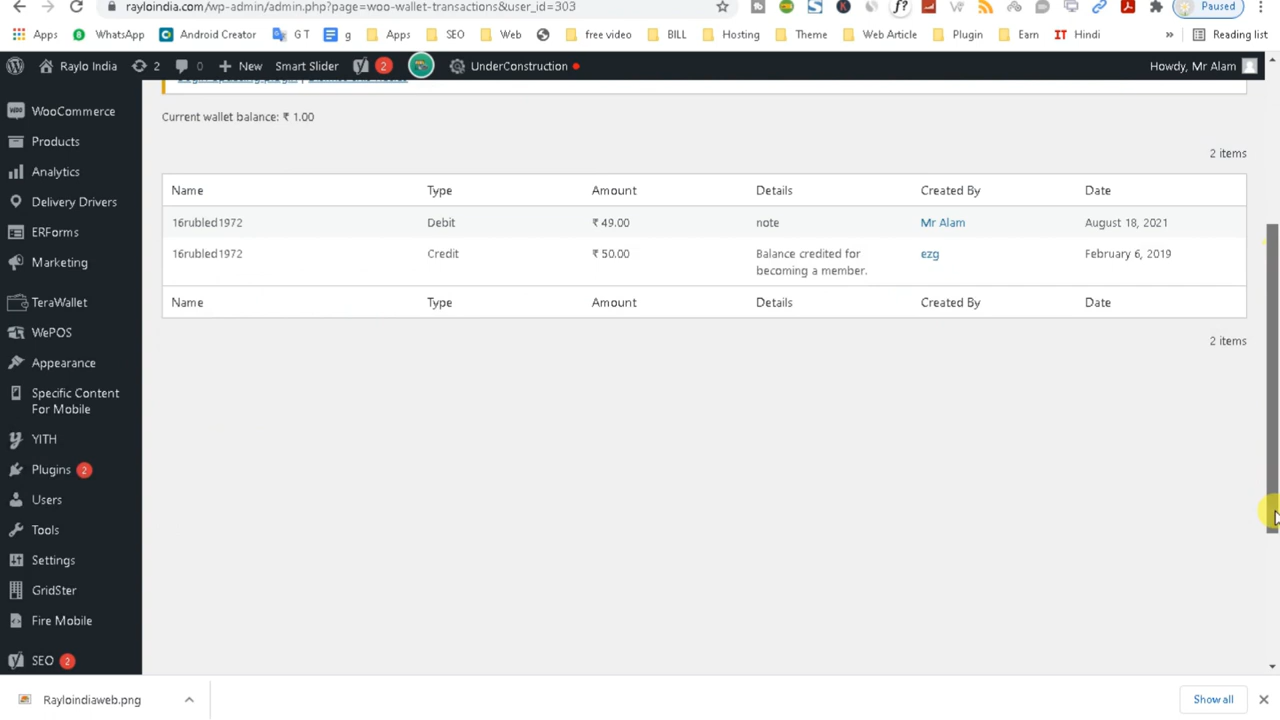 rayloindia.com/wp-admin/admin.php?page=woo-wallet-transactions&user_id=303
Paused
Apps WhatsApp Android Creator G T g Apps SEO Web free video BILL Hosting Theme Web Article Plugin Earn IT Hindi » Reading list
Raylo India 2 0 New Smart Slider 2 UnderConstruction Howdy, Mr Alam
Current wallet balance: ₹ 1.00
2 items
Name Type Amount Details Created By Date
16rubled1972 Debit ₹ 49.00 note Mr Alam August 18, 2021
16rubled1972 Credit ₹ 50.00 Balance credited for becoming a member. ezg February 6, 2019
Name Type Amount Details Created By Date
2 items
WooCommerce
Products
Analytics
Delivery Drivers
ERForms
Marketing
TeraWallet
WePOS
Appearance
Specific Content
For Mobile
YITH
Plugins 2
Users
Tools
Settings
GridSter
Fire Mobile
SEO 2
Rayloindiaweb.png
Show all